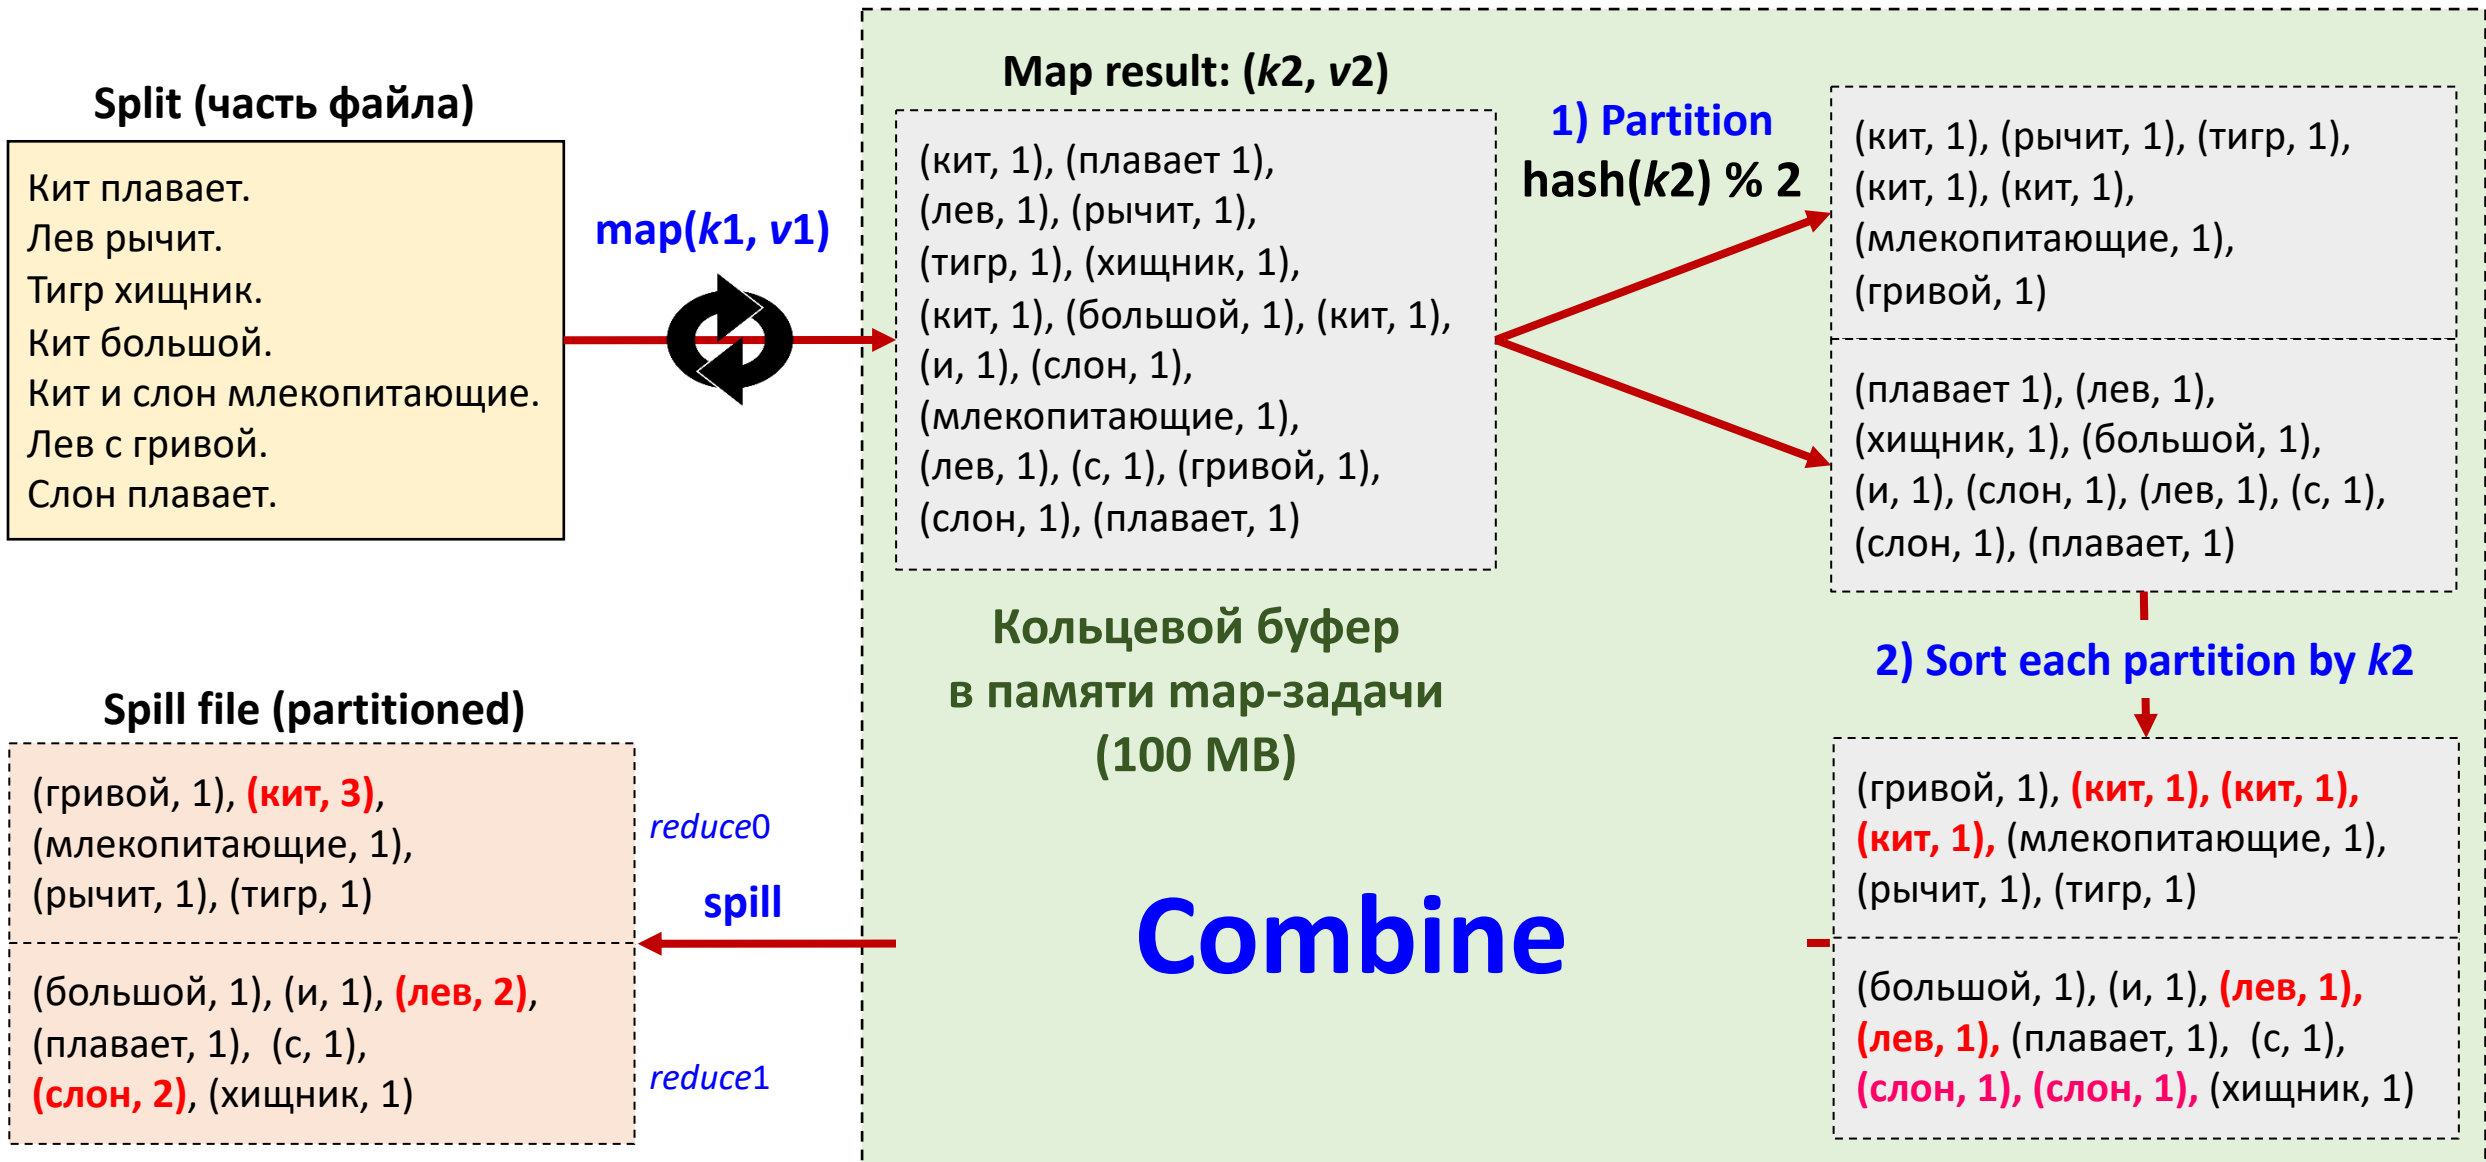 Split (часть файла)
Кит плавает.
Лев рычит.
Тигр хищник.
Кит большой.
Кит и слон млекопитающие.
Лев с гривой.
Слон плавает.
map(k1, v1)
Map result: (k2, v2)
(кит, 1), (плавает 1),
(лев, 1), (рычит, 1),
(тигр, 1), (хищник, 1),
(кит, 1), (большой, 1), (кит, 1),
(и, 1), (слон, 1),
(млекопитающие, 1),
(лев, 1), (с, 1), (гривой, 1),
(слон, 1), (плавает, 1)
1) Partition
hash(k2) % 2
(кит, 1), (рычит, 1), (тигр, 1),
(кит, 1), (кит, 1),
(млекопитающие, 1),
(гривой, 1)
(плавает 1), (лев, 1),
(хищник, 1), (большой, 1),
(и, 1), (слон, 1), (лев, 1), (с, 1),
(слон, 1), (плавает, 1)
Кольцевой буфер
в памяти map-задачи
(100 MB)
2) Sort each partition by k2
(гривой, 1), (кит, 1), (кит, 1),
(кит, 1), (млекопитающие, 1),
(рычит, 1), (тигр, 1)
(большой, 1), (и, 1), (лев, 1),
(лев, 1), (плавает, 1), (с, 1),
(слон, 1), (слон, 1), (хищник, 1)
Combine
spill
Spill file (partitioned)
(гривой, 1), (кит, 3),
(млекопитающие, 1),
(рычит, 1), (тигр, 1)
reduce0
(большой, 1), (и, 1), (лев, 2),
(плавает, 1), (с, 1),
(слон, 2), (хищник, 1)
reduce1